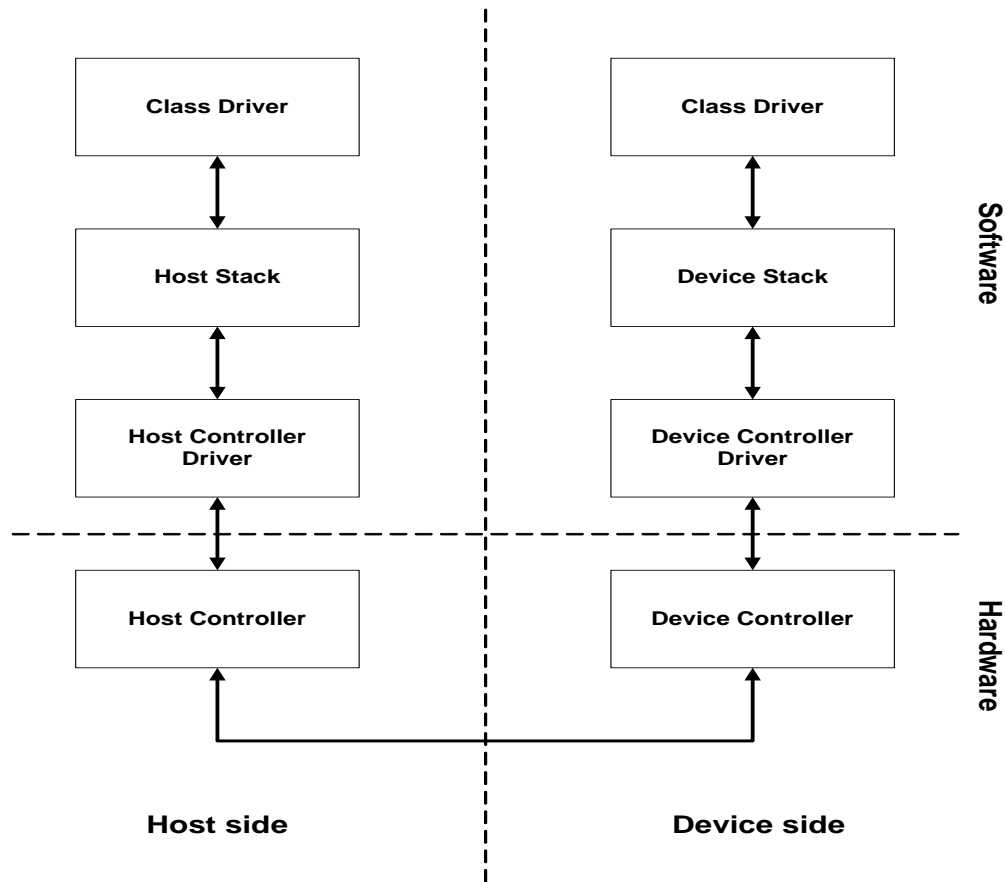 Class Driver
Class Driver
Software
Host Stack
Device Stack
Host Controller
Driver
Device Controller
Driver
Host Controller
Device Controller
Hardware
Host side
Device side